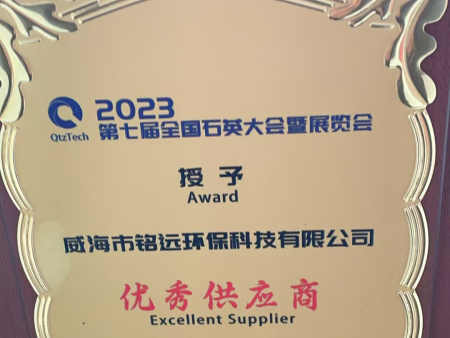 2023
QtzTech
第七届全国石英大会暨展览会
授予
Award
威海市铭远环保科技有限公司
优秀供应商
Excellent Supplier